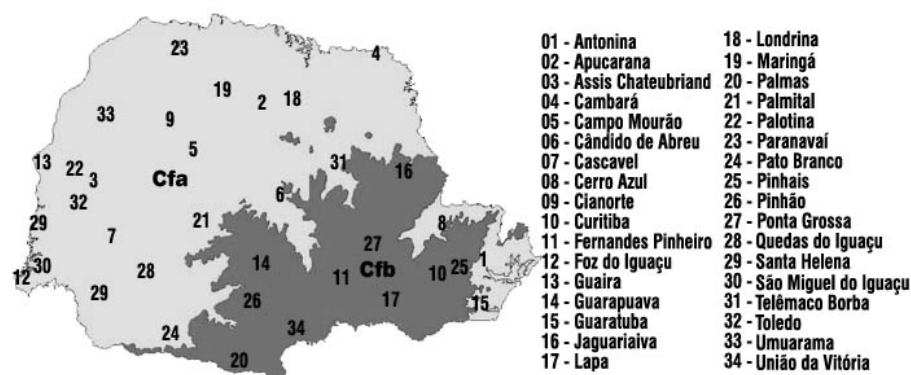 23
4
19
2
18
33
9
5
13
22
31
16
3
Cfa
32
6
29
21
8
7
27
1
14
Cfb
30
28
11
10
25
12
29
26
17
15
34
24
20
01 - Antonina
02 - Apucarana
03 - Assis Chateubriand
04 - Cambará
05 - Campo Mourão
06 - Cândido de Abreu
07 - Cascavel
08 - Cerro Azul
09 - Cianorte
10 - Curitiba
11 - Fernandes Pinheiro
12 - Foz do Iguaçu
13 - Guaira
14 - Guarapuava
15 - Guaratuba
16 - Jaguariaiva
17 - Lapa
18 - Londrina
19 - Maringá
20 - Palmas
21 - Palmital
22 - Palotina
23 - Paranavaí
24 - Pato Branco
25 - Pinhais
26 - Pinhão
27 - Ponta Grossa
28 - Quedas do Iguaçu
29 - Santa Helena
30 - São Miguel do Iguaçu
31 - Telêmaco Borba
32 - Toledo
33 - Umuarama
34 - União da Vitória